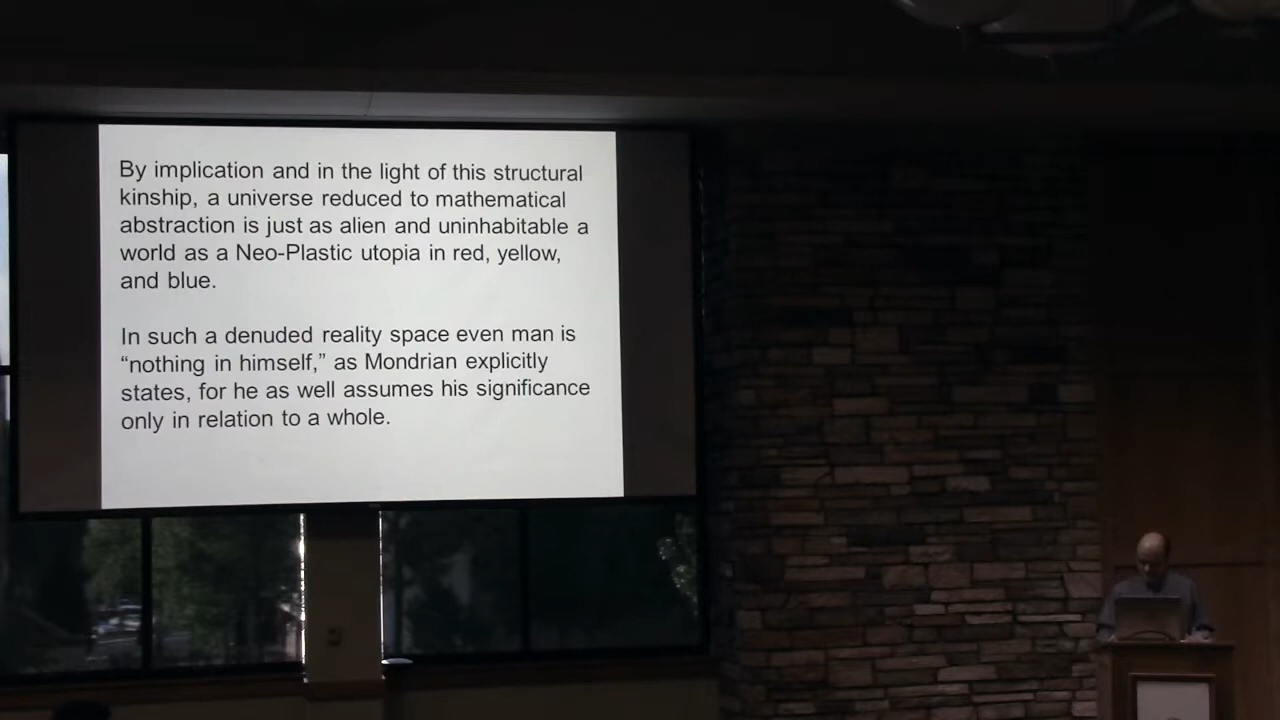 By implication and in the light of this structural
kinship, a universe reduced to mathematical
abstraction is just as alien and uninhabitable a
world as a Neo-Plastic utopia in red, yellow,
and blue.
In such a denuded reality space even man is
“nothing in himself,” as Mondrian explicitly
states, for he as well assumes his significance
only in relation to a whole.